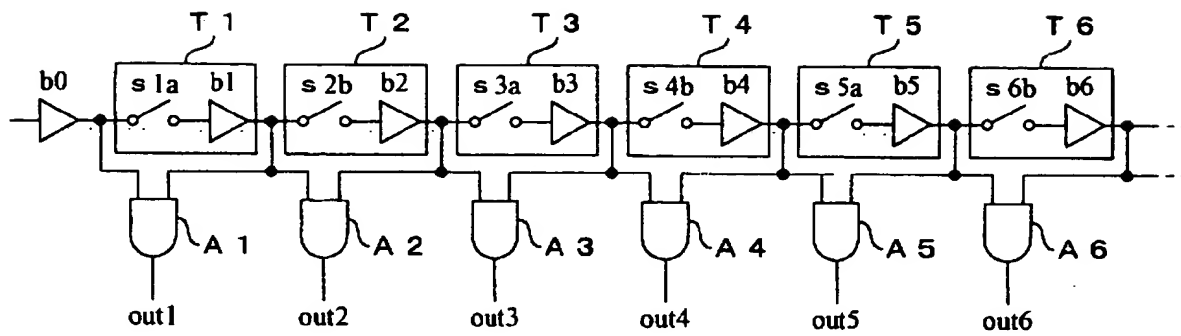 T 1 T 2 T 3 T 4 T 5 T 6
b0 s 1a b1 s 2b b2 s 3a b3 s 4b b4 s 5a b5 s 6b b6
A 1 A 2 A 3 A 4 A 5 A 6
out1 out2 out3 out4 out5 out6